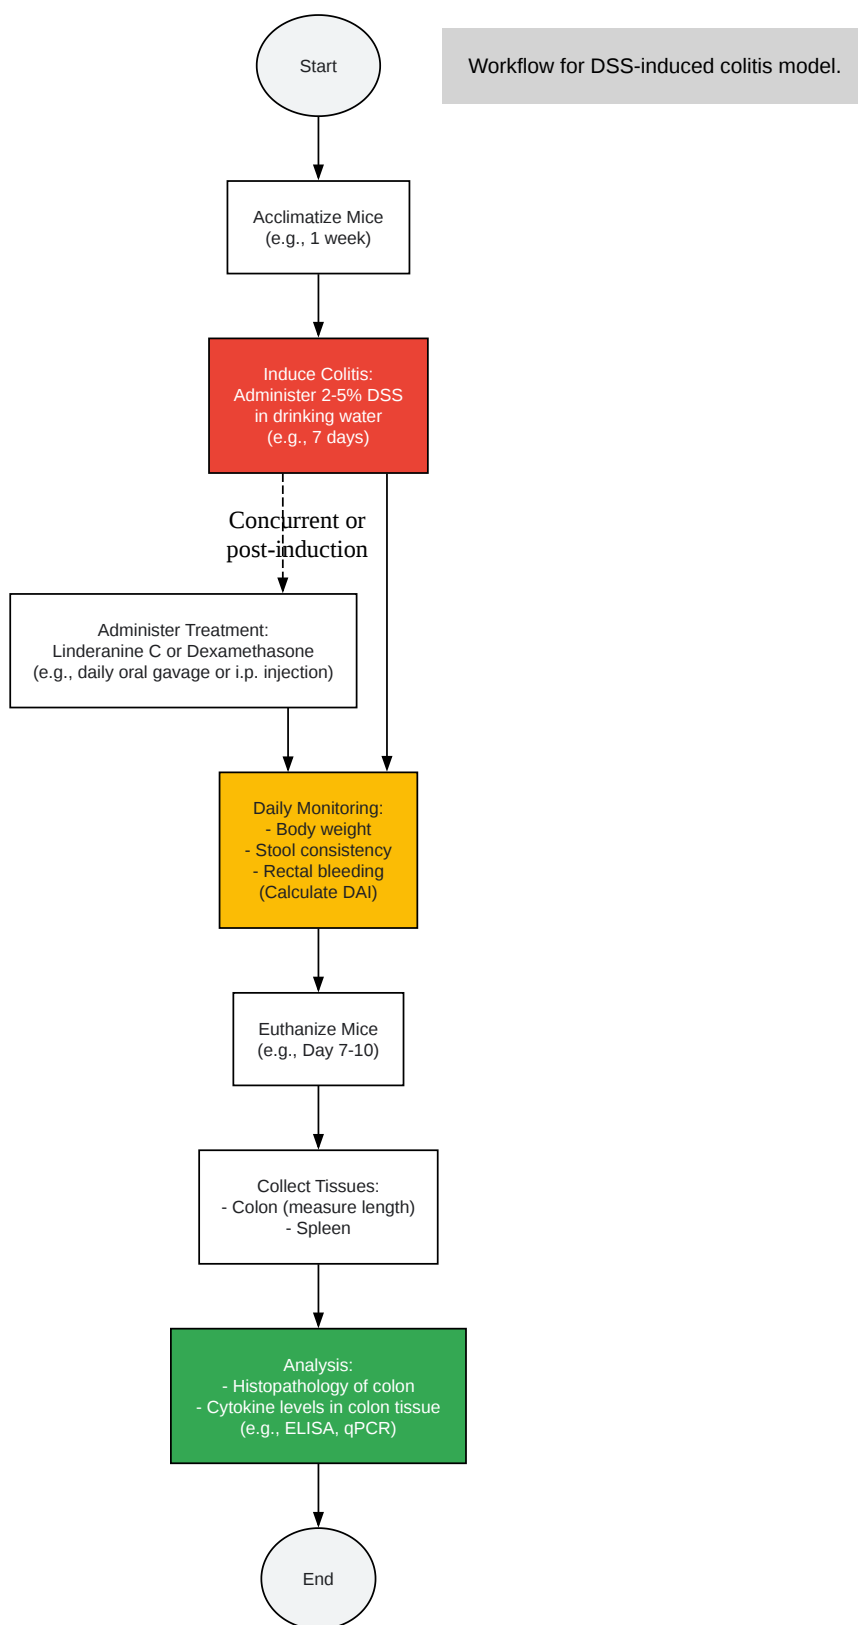 Start
Workflow for DSS-induced colitis model.
Acclimatize Mice
(e.g., 1 week)
Induce Colitis:
Administer 2-5% DSS
in drinking water
(e.g., 7 days)
Concurrent or
post-induction
Administer Treatment:
Linderanine C or Dexamethasone
(e.g., daily oral gavage or i.p. injection)
Daily Monitoring:
- Body weight
- Stool consistency
- Rectal bleeding
(Calculate DAI)
Euthanize Mice
(e.g., Day 7-10)
Collect Tissues:
- Colon (measure length)
- Spleen
Analysis:
- Histopathology of colon
- Cytokine levels in colon tissue
(e.g., ELISA, qPCR)
End